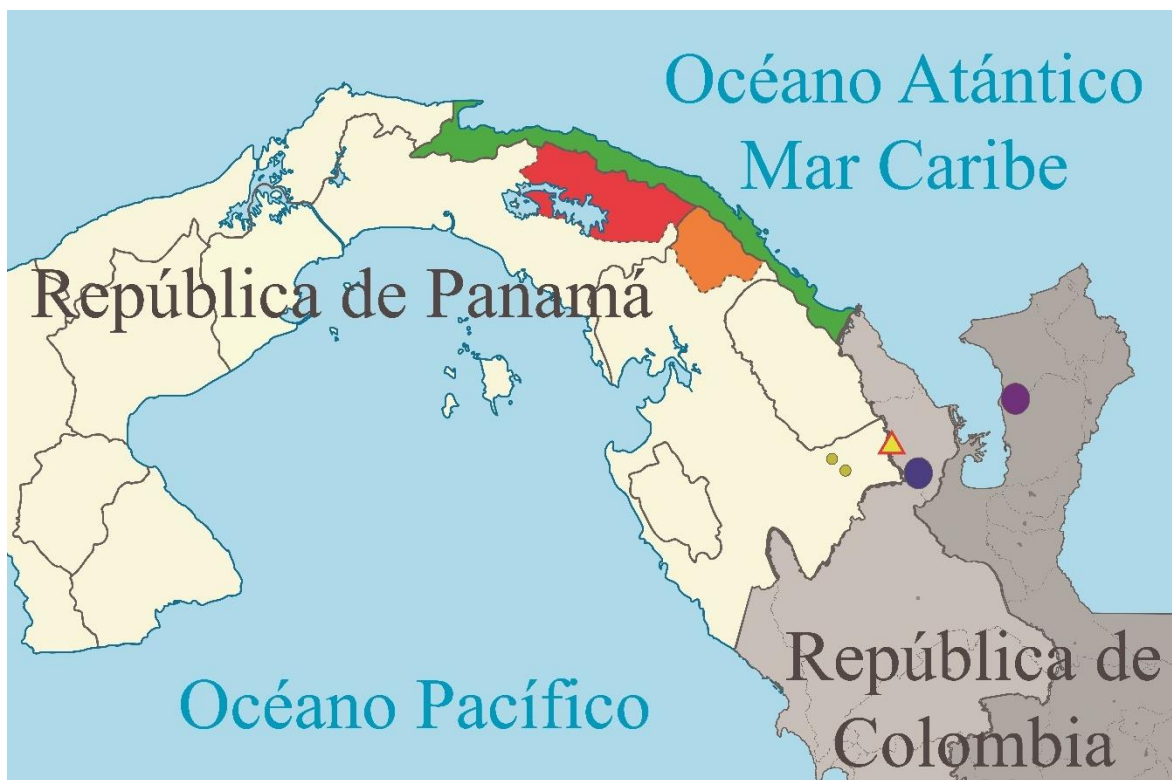 Océano Atántico
Mar Caribe
República de Panamá
República de
Colombia
Océano Pacífico